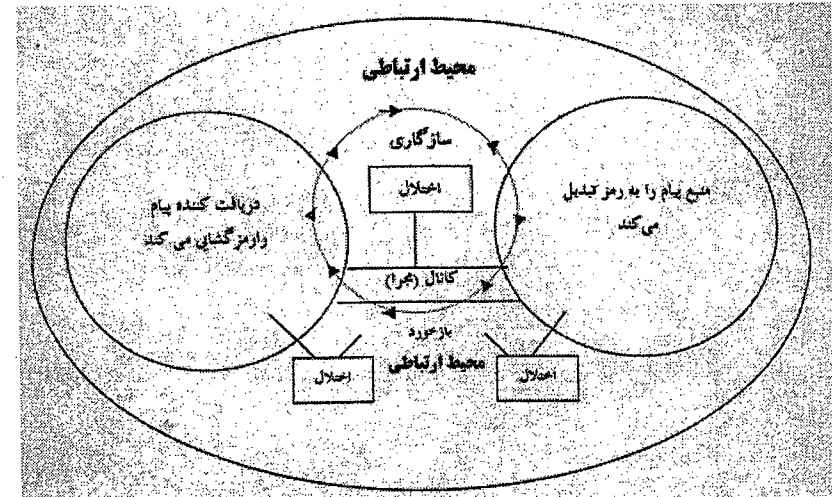 محیط ارتباطی
سازگاری
اختلال
منبع پیام را به رمز تبدیل
می‌کند
دریافت کننده پیام
وارمزگشایی می کند
کانال (مجرا)
بازخورد
محیط ارتباطی
اختلال
اختلال